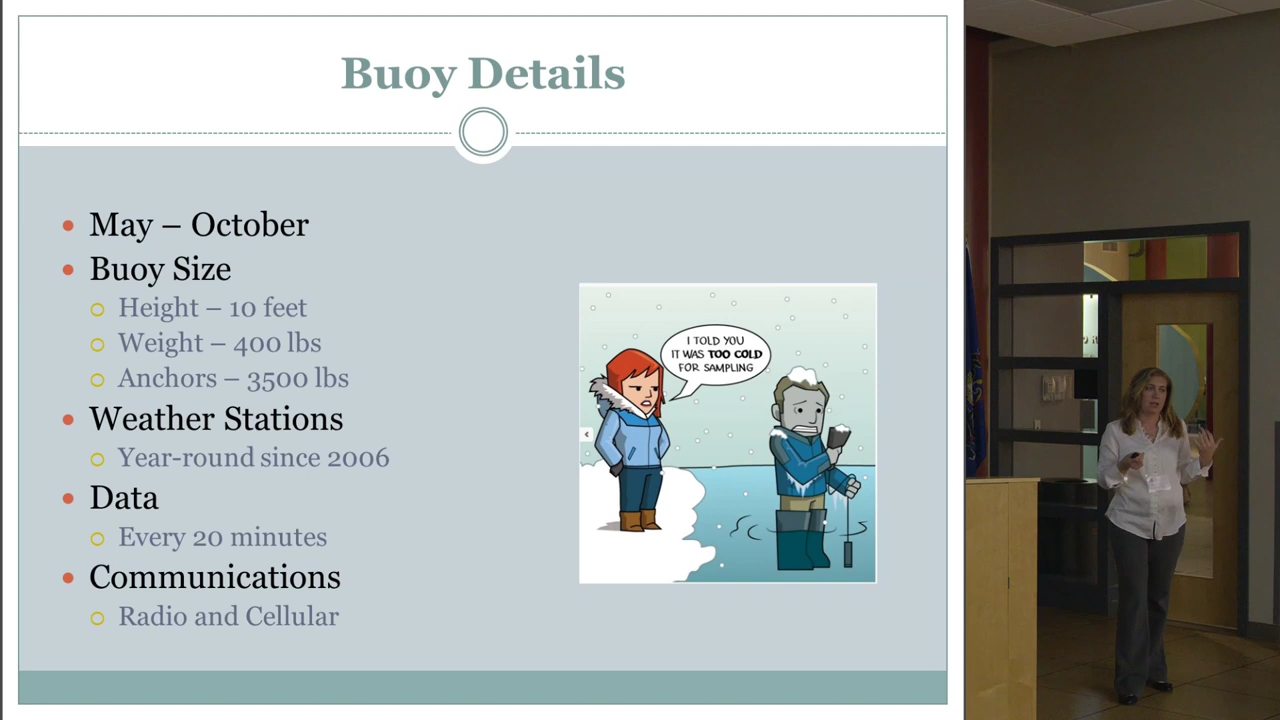 Buoy Details
May – October
Buoy Size
Height – 10 feet
Weight – 400 lbs
Anchors – 3500 lbs
Weather Stations
Year-round since 2006
Data
Every 20 minutes
Communications
Radio and Cellular
I TOLD YOU
IT WAS TOO COLD
FOR SAMPLING